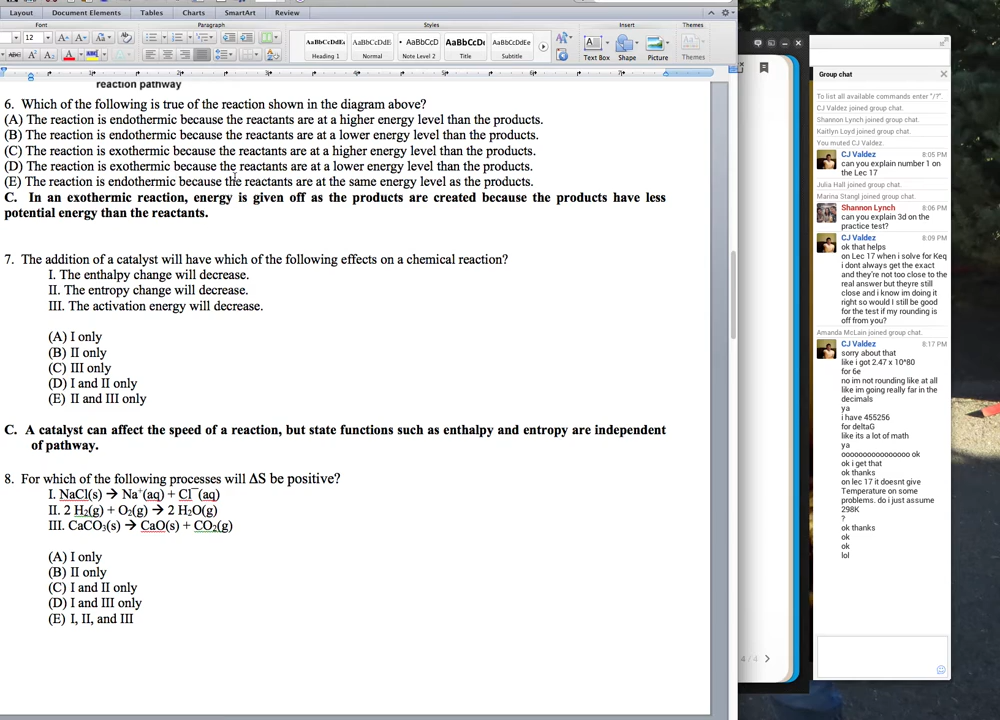 Layout Document Elements Tables Charts SmartArt Review
Font Paragraph Styles Insert Themes
12
AaBbCcDdEe AaBbCcDdEe AaBbCcD AaBbCcDc AaBbCcDdEe
Heading 1 Normal Note Level 2 Title Subtitle Text Box Shape Picture Themes
reaction pathway
6. Which of the following is true of the reaction shown in the diagram above?
(A) The reaction is endothermic because the reactants are at a higher energy level than the products.
(B) The reaction is endothermic because the reactants are at a lower energy level than the products.
(C) The reaction is exothermic because the reactants are at a higher energy level than the products.
(D) The reaction is exothermic because the reactants are at a lower energy level than the products.
(E) The reaction is endothermic because the reactants are at the same energy level as the products.
C. In an exothermic reaction, energy is given off as the products are created because the products have less
potential energy than the reactants.
7. The addition of a catalyst will have which of the following effects on a chemical reaction?
I. The enthalpy change will decrease.
II. The entropy change will decrease.
III. The activation energy will decrease.
(A) I only
(B) II only
(C) III only
(D) I and II only
(E) II and III only
C. A catalyst can affect the speed of a reaction, but state functions such as enthalpy and entropy are independent
of pathway.
8. For which of the following processes will ΔS be positive?
I. NaCl(s) → Na⁺(aq) + Cl⁻(aq)
II. 2 H₂(g) + O₂(g) → 2 H₂O(g)
III. CaCO₃(s) → CaO(s) + CO₂(g)
(A) I only
(B) II only
(C) I and II only
(D) I and III only
(E) I, II, and III
4 / 4
Group chat
To list all available commands enter "/?".
CJ Valdez joined group chat.
Shannon Lynch joined group chat.
Kaitlyn Loyd joined group chat.
You muted CJ Valdez.
CJ Valdez 8:05 PM
can you explain number 1 on
the Lec 17
Julia Hall joined group chat.
Marina Stangl joined group chat.
Shannon Lynch 8:06 PM
can you explain 3d on the
practice test?
CJ Valdez 8:09 PM
ok that helps
on Lec 17 when i solve for Keq
i dont always get the exact
and they're not too close to the
real answer but theyre still
close and i know im doing it
right so would I still be good
for the test if my rounding is
off from you?
Amanda McLain joined group chat.
CJ Valdez 8:17 PM
sorry about that
like i got 2.47 x 10^80
for 6e
no im not rounding like at all
like im going really far in the
decimals
ya
i have 455256
for deltaG
like its a lot of math
ya
ooooooooooooooo ok
ok i get that
ok thanks
on lec 17 it doesnt give
Temperature on some
problems. do i just assume
298K
?
ok thanks
ok
ok
lol